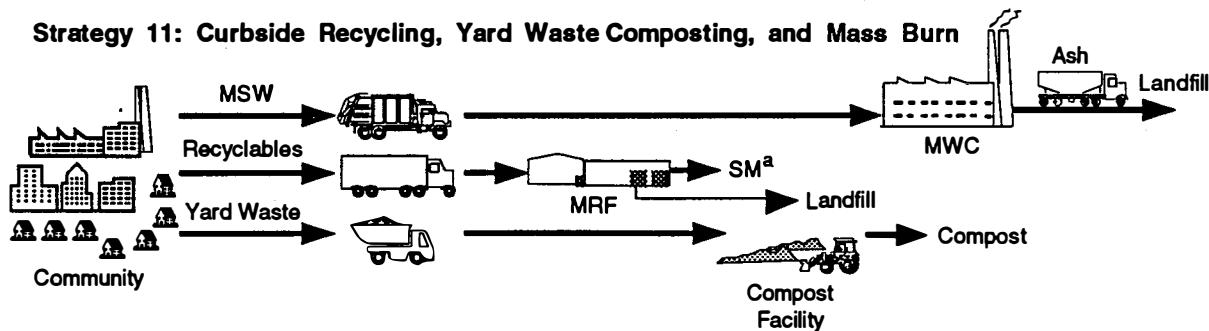 Strategy 11: Curbside Recycling, Yard Waste Composting, and Mass Burn
MSW
Ash
Landfill
MWC
Recyclables
SMa
MRF
Landfill
Yard Waste
Compost
Community
Compost
Facility